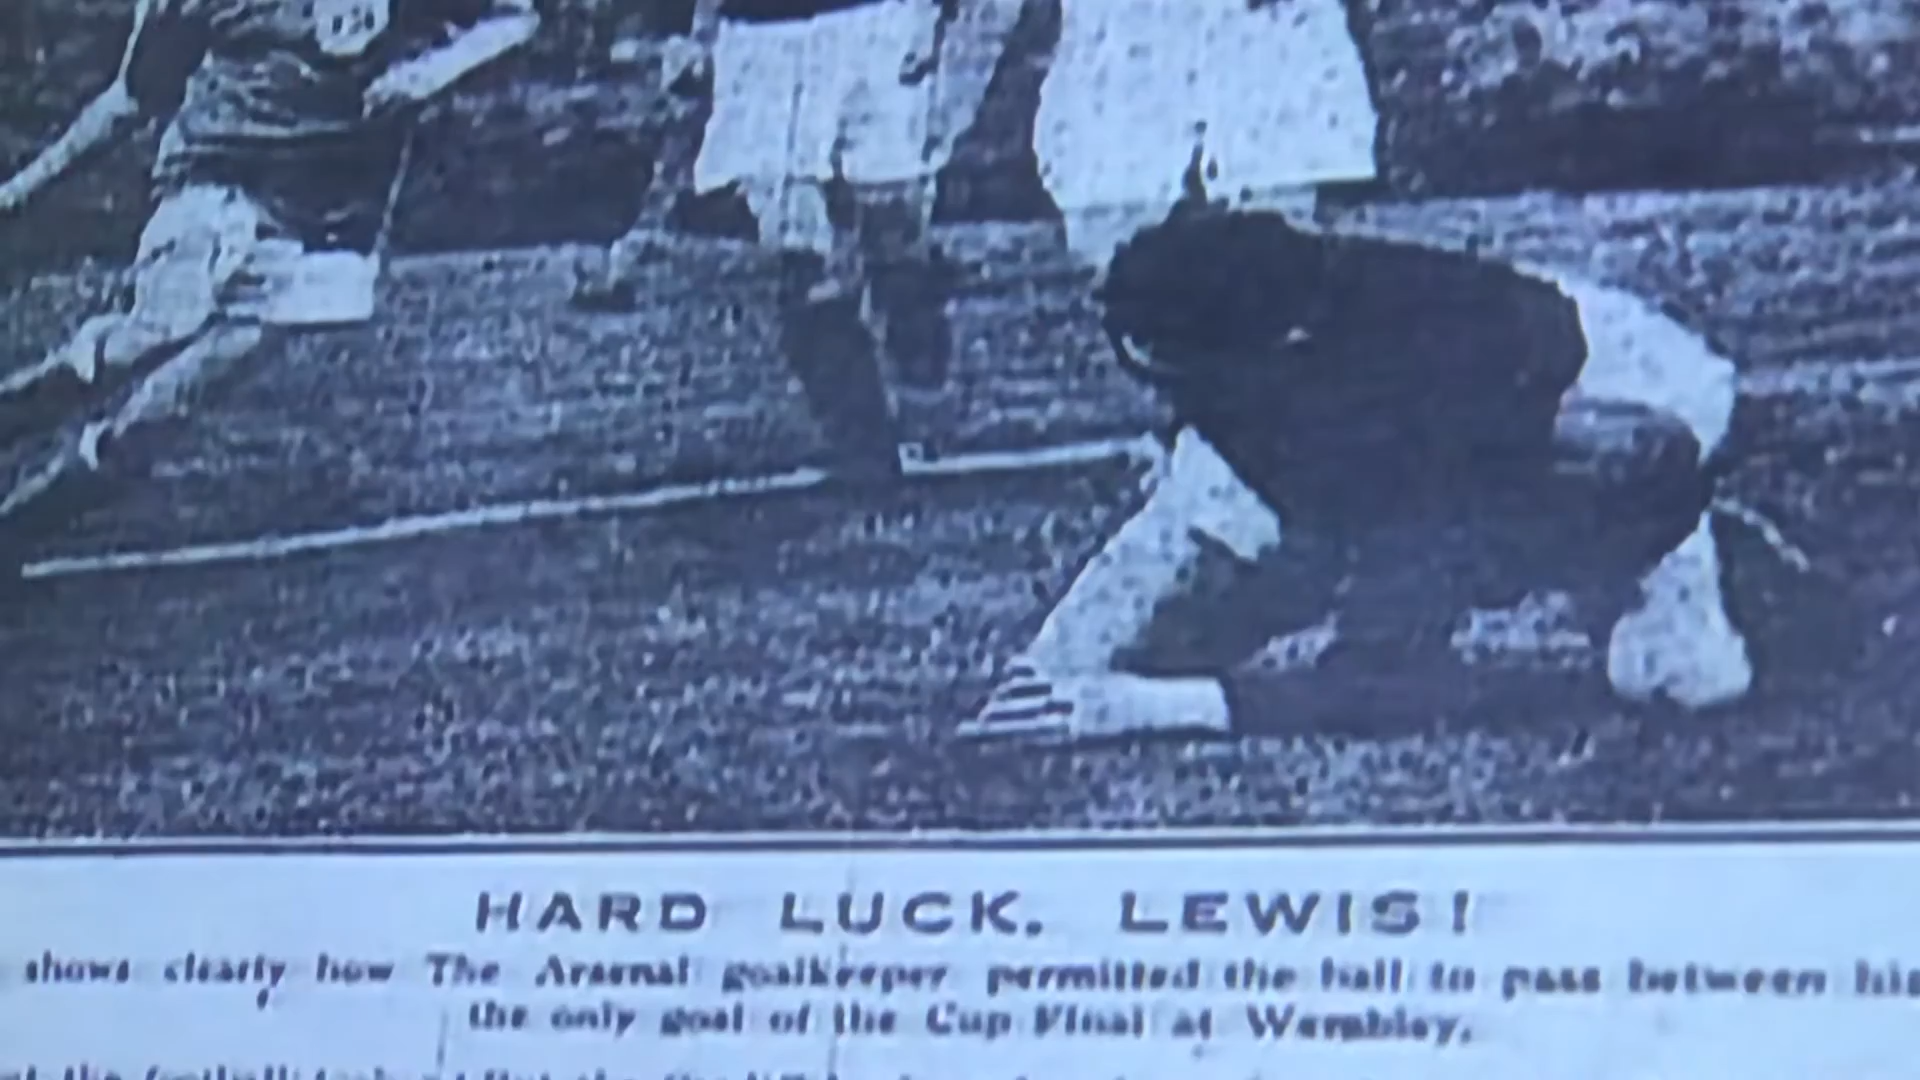 HARD LUCK, LEWIS!
shows clearly how The Arsenal goalkeeper permitted the ball to pass between his
the only goal of the Cup Final at Wembley.